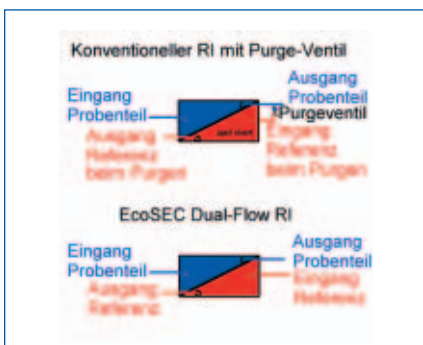 Konventioneller RI mit Purge-Ventil
Eingang
Probenteil
Ausgang
Probenteil
Purgeventil
Ausgang
Referenz
beim Purgen
Eingang
Referenz
beim Purgen
EcoSEC Dual-Flow RI
Eingang
Probenteil
Ausgang
Probenteil
Ausgang
Referenz
Eingang
Referenz